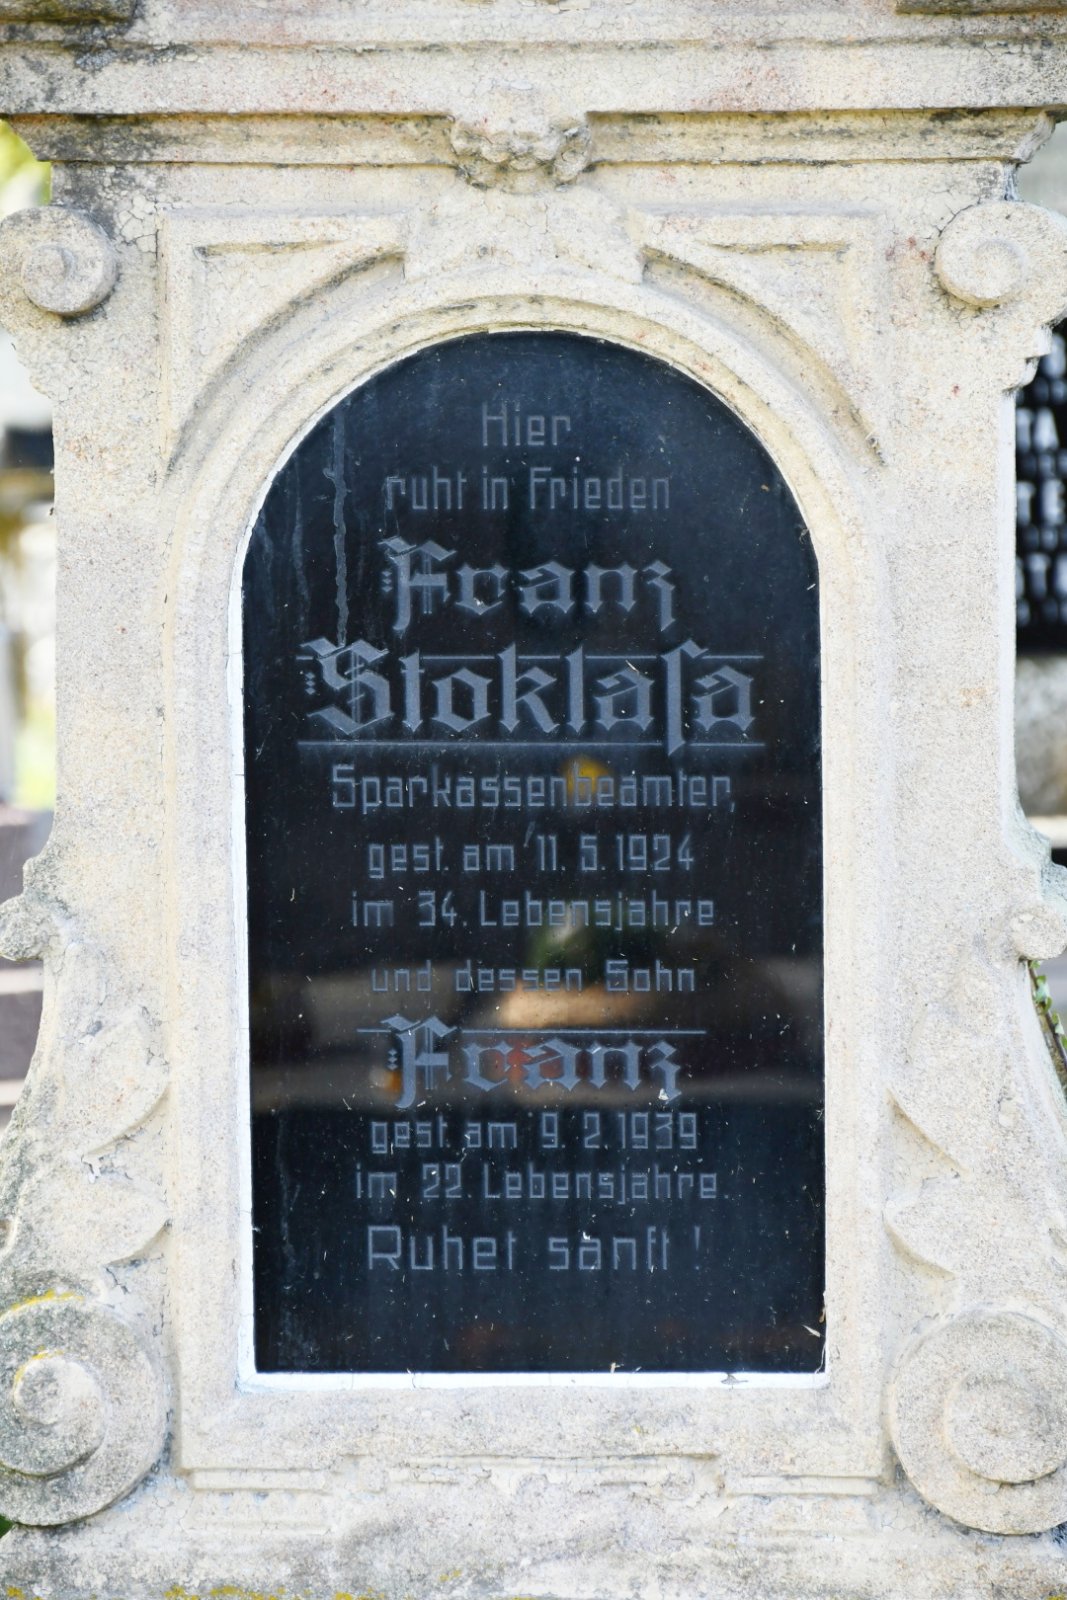 Hier
ruht in Frieden
Franz
Stoklasa
Sparkassenbeamter,
gest. am 11. 5. 1924
im 34. Lebensjahre
und dessen Sohn
Franz
gest. am 9. 2. 1939
im 22. Lebensjahre.
Ruhet sanft !